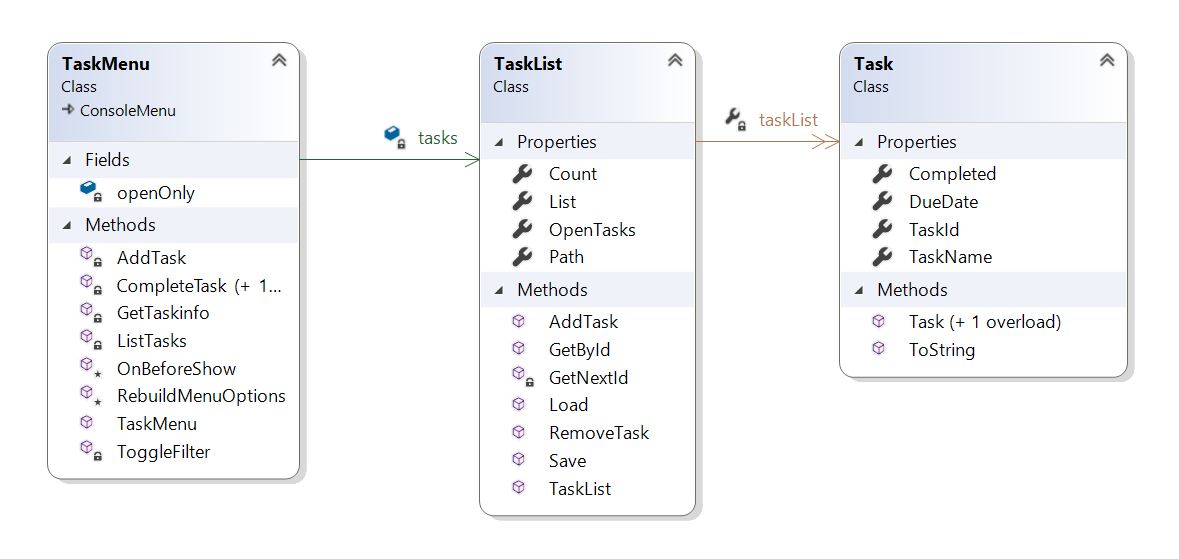 TaskMenu
Class
ConsoleMenu
Fields
openOnly
Methods
AddTask
CompleteTask (+ 1...
GetTaskinfo
ListTasks
OnBeforeShow
RebuildMenuOptions
TaskMenu
ToggleFilter
tasks
TaskList
Class
Properties
Count
List
OpenTasks
Path
Methods
AddTask
GetById
GetNextId
Load
RemoveTask
Save
TaskList
taskList
Task
Class
Properties
Completed
DueDate
TaskId
TaskName
Methods
Task (+ 1 overload)
ToString